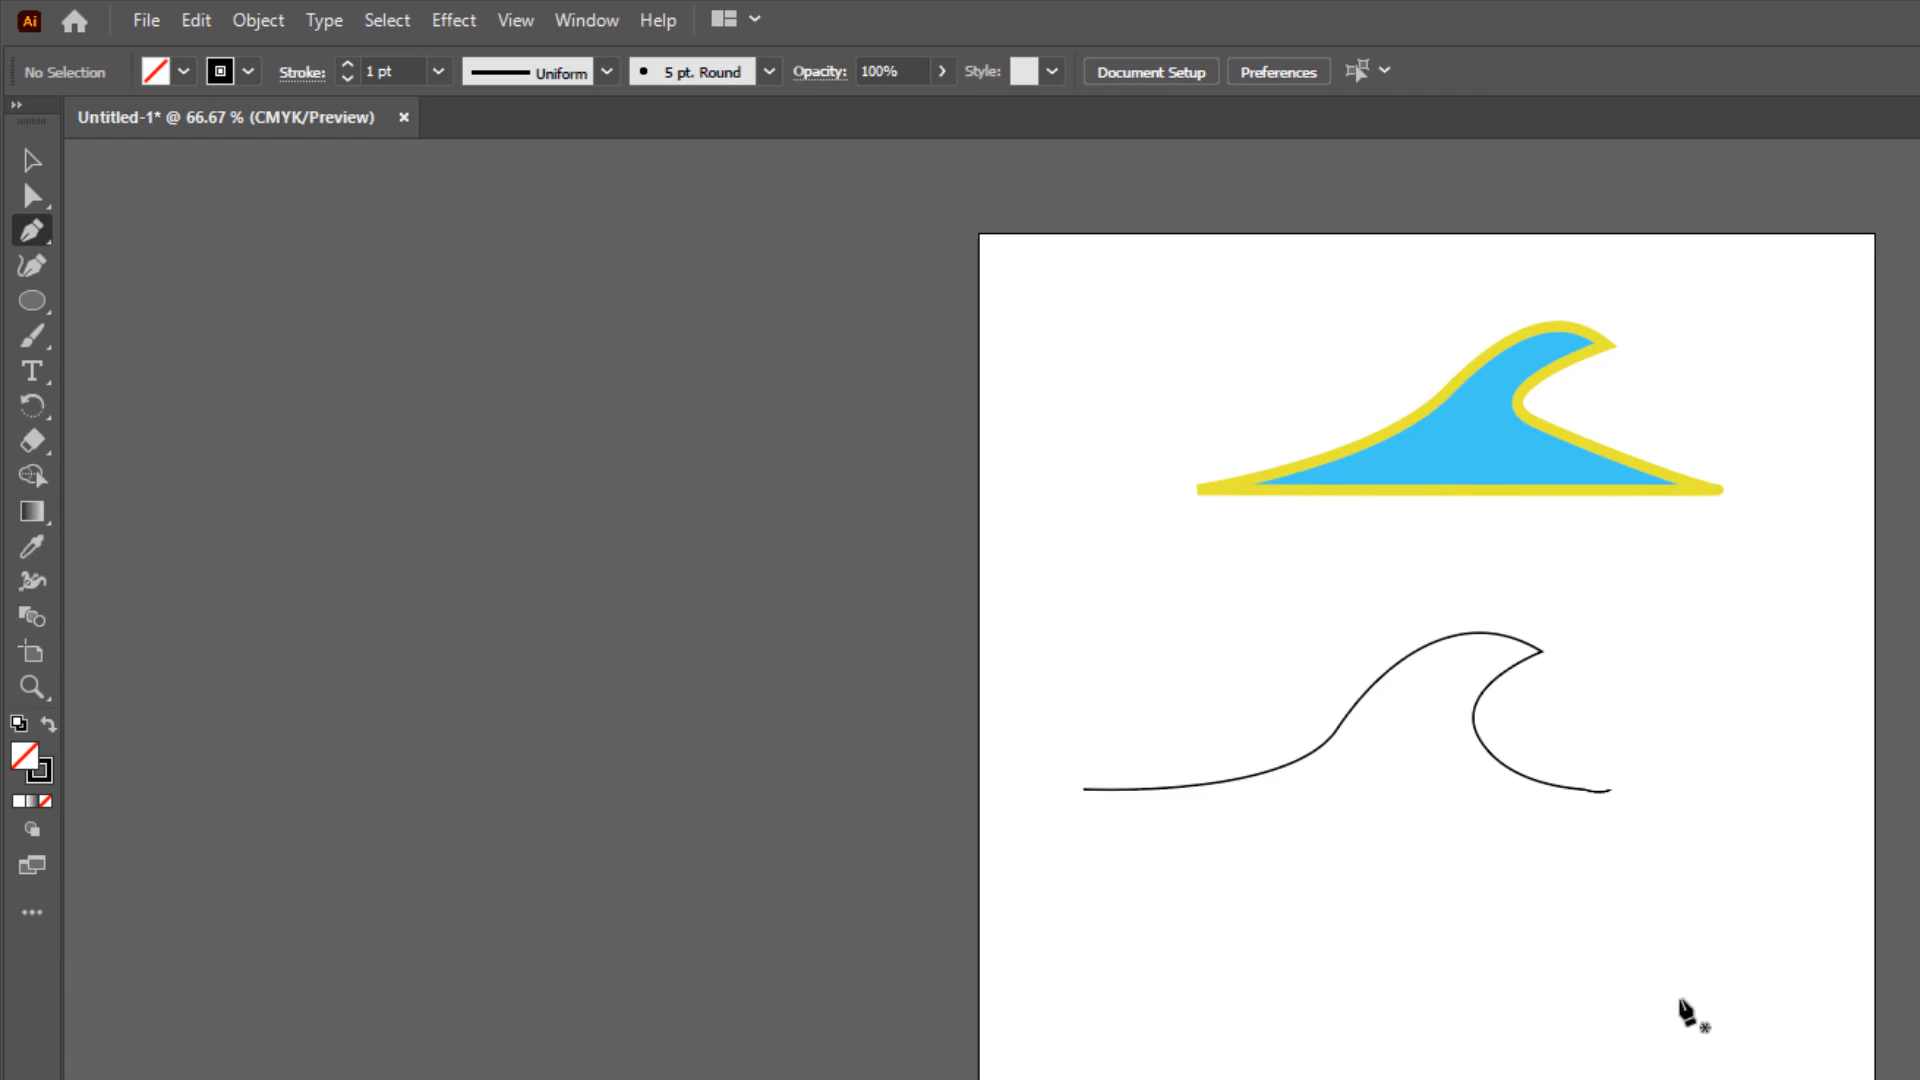 Ai File Edit Object Type Select Effect View Window Help
No Selection Stroke: 1 pt Uniform 5 pt. Round Opacity: 100% Style: Document Setup Preferences
Untitled-1* @ 66.67 % (CMYK/Preview)